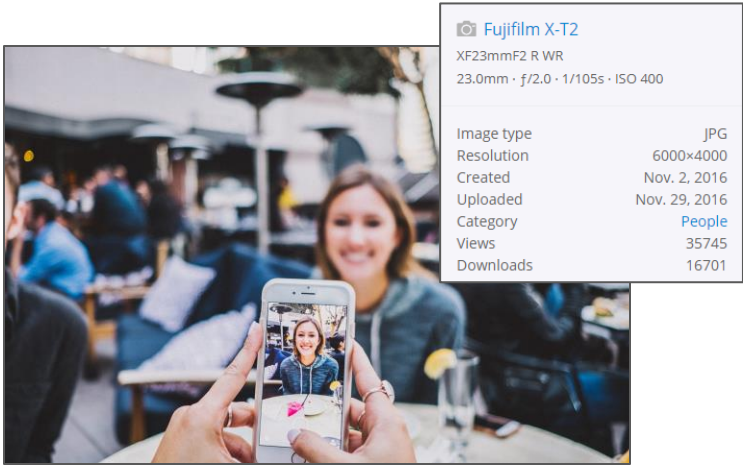 Fujifilm X-T2
XF23mmF2 R WR
23.0mm · ƒ/2.0 · 1/105s · ISO 400
Image type JPG
Resolution 6000×4000
Created Nov. 2, 2016
Uploaded Nov. 29, 2016
Category People
Views 35745
Downloads 16701